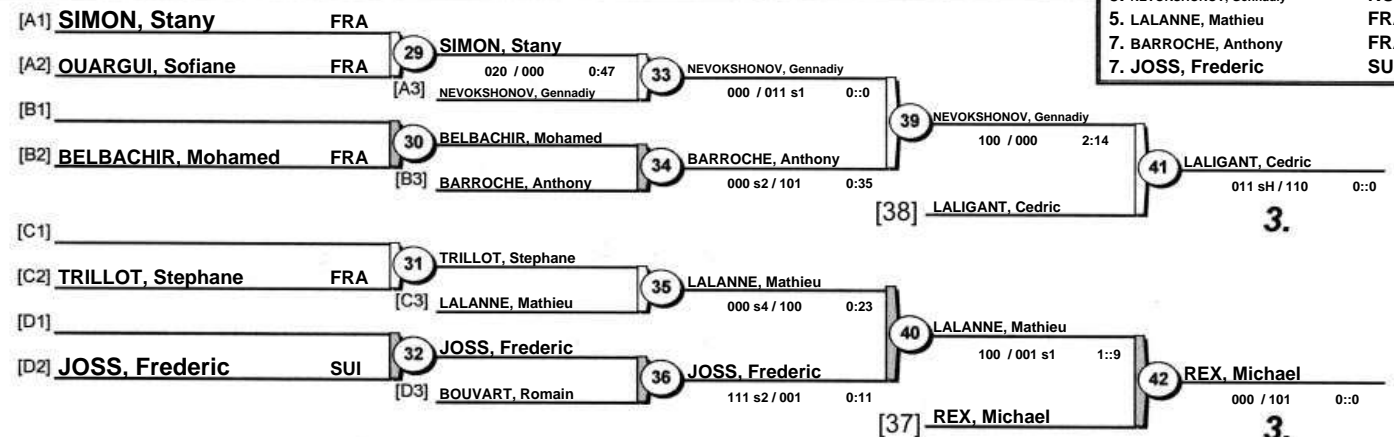 [A1] SIMON, Stany FRA
[A2] OUARGUI, Sofiane FRA
[B1]
[B2] BELBACHIR, Mohamed FRA
[C1]
[C2] TRILLOT, Stephane FRA
[D1]
[D2] JOSS, Frederic SUI
29
30
31
32
SIMON, Stany
020 / 000 0:47
[A3] NEVOKSHONOV, Gennadiy
BELBACHIR, Mohamed
[B3] BARROCHE, Anthony
TRILLOT, Stephane
[C3] LALANNE, Mathieu
JOSS, Frederic
[D3] BOUVART, Romain
33
34
35
36
NEVOKSHONOV, Gennadiy
000 / 011 s1 0::0
BARROCHE, Anthony
000 s2 / 101 0:35
LALANNE, Mathieu
000 s4 / 100 0:23
JOSS, Frederic
111 s2 / 001 0:11
39
40
NEVOKSHONOV, Gennadiy
100 / 000 2:14
[38] LALIGANT, Cedric
LALANNE, Mathieu
100 / 001 s1 1::9
[37] REX, Michael
41
42
LALIGANT, Cedric
011 sH / 110 0::0
3.
REX, Michael
000 / 101 0::0
3.
5. LALANNE, Mathieu FRA
7. BARROCHE, Anthony FRA
7. JOSS, Frederic SUI